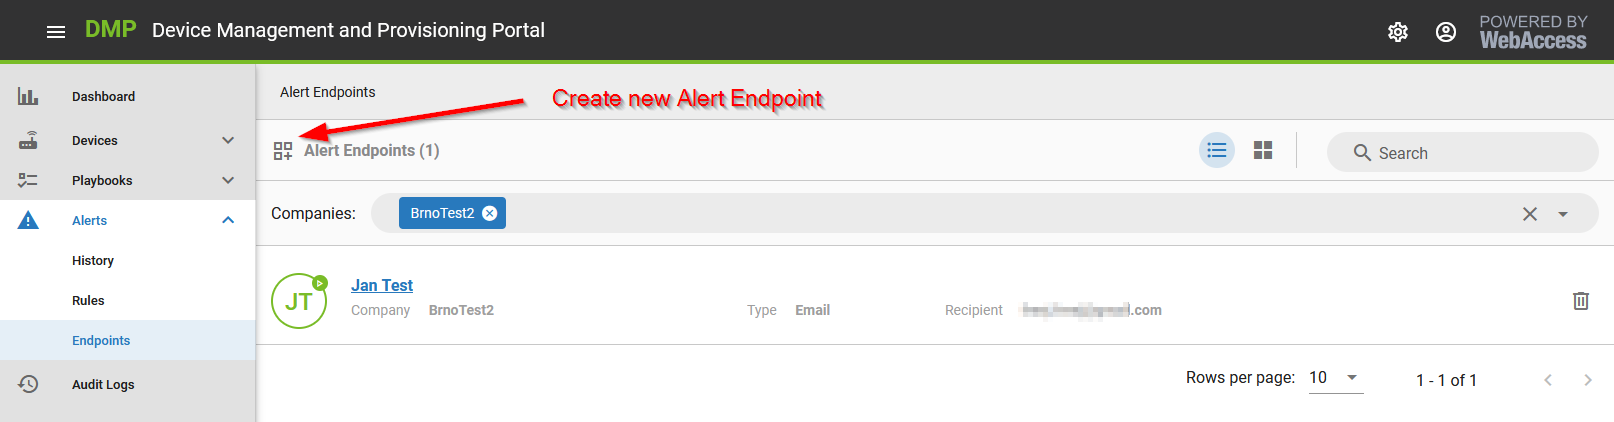 DMP Device Management and Provisioning Portal
POWERED BY
WebAccess
Dashboard
Devices
Playbooks
Alerts
History
Rules
Endpoints
Audit Logs
Alert Endpoints
Create new Alert Endpoint
Alert Endpoints (1)
Search
Companies:
BrnoTest2
JT
Jan Test
Company BrnoTest2
Type Email
Recipient .com
Rows per page: 10
1 - 1 of 1